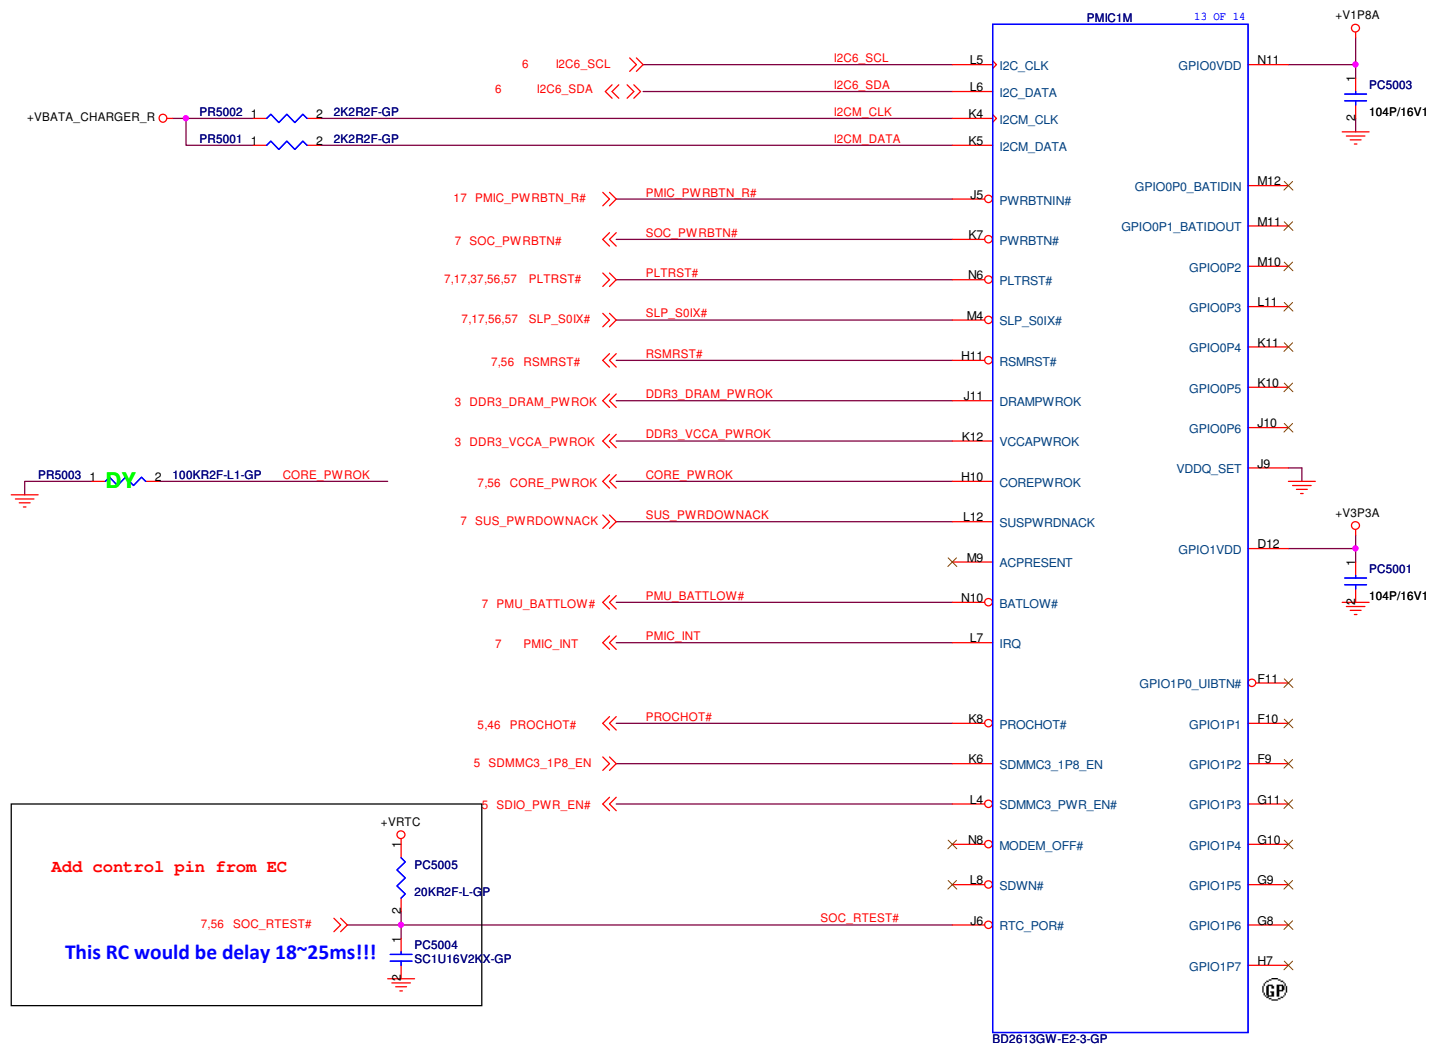 PMIC1M 13 OF 14
+V1P8A
6 I2C6_SCL I2C6_SCL L5 I2C_CLK GPIO0VDD N11
1 PC5003
6 I2C6_SDA I2C6_SDA L6 I2C_DATA
2 104P/16V1
+VBATA_CHARGER_R PR5002 1 2 2K2R2F-GP I2CM_CLK K4 I2CM_CLK
PR5001 1 2 2K2R2F-GP I2CM_DATA K5 I2CM_DATA
GPIO0P0_BATIDIN M12
17 PMIC_PWRBTN_R# PMIC_PWRBTN_R# J5 PWRBTNIN#
GPIO0P1_BATIDOUT M11
7 SOC_PWRBTN# SOC_PWRBTN# K7 PWRBTN#
GPIO0P2 M10
7,17,37,56,57 PLTRST# PLTRST# N6 PLTRST#
GPIO0P3 L11
7,17,56,57 SLP_S0IX# SLP_S0IX# M4 SLP_S0IX#
GPIO0P4 K11
7,56 RSMRST# RSMRST# H11 RSMRST#
GPIO0P5 K10
3 DDR3_DRAM_PWROK DDR3_DRAM_PWROK J11 DRAMPWROK
GPIO0P6 J10
3 DDR3_VCCA_PWROK DDR3_VCCA_PWROK K12 VCCAPWROK
VDDQ_SET J9
PR5003 1 DY 2 100KR2F-L1-GP CORE_PWROK
7,56 CORE_PWROK CORE_PWROK H10 COREPWROK
+V3P3A
7 SUS_PWRDOWNACK SUS_PWRDOWNACK L12 SUSPWRDNACK
GPIO1VDD D12
M9 ACPRESENT
1 PC5001
2 104P/16V1
7 PMU_BATTLOW# PMU_BATTLOW# N10 BATLOW#
7 PMIC_INT PMIC_INT L7 IRQ
GPIO1P0_UIBTN# F11
5,46 PROCHOT# PROCHOT# K8 PROCHOT# GPIO1P1 F10
5 SDMMC3_1P8_EN K6 SDMMC3_1P8_EN GPIO1P2 F9
5 SDIO_PWR_EN# L4 SDMMC3_PWR_EN# GPIO1P3 G11
+VRTC
N8 MODEM_OFF# GPIO1P4 G10
1 PC5005
Add control pin from EC
20KR2F-L-GP
2
L8 SDWN# GPIO1P5 G9
7,56 SOC_RTEST# SOC_RTEST# J6 RTC_POR# GPIO1P6 G8
1 PC5004
This RC would be delay 18~25ms!!!
SC1U16V2KX-GP
2
GPIO1P7 H7
GP
BD2613GW-E2-3-GP